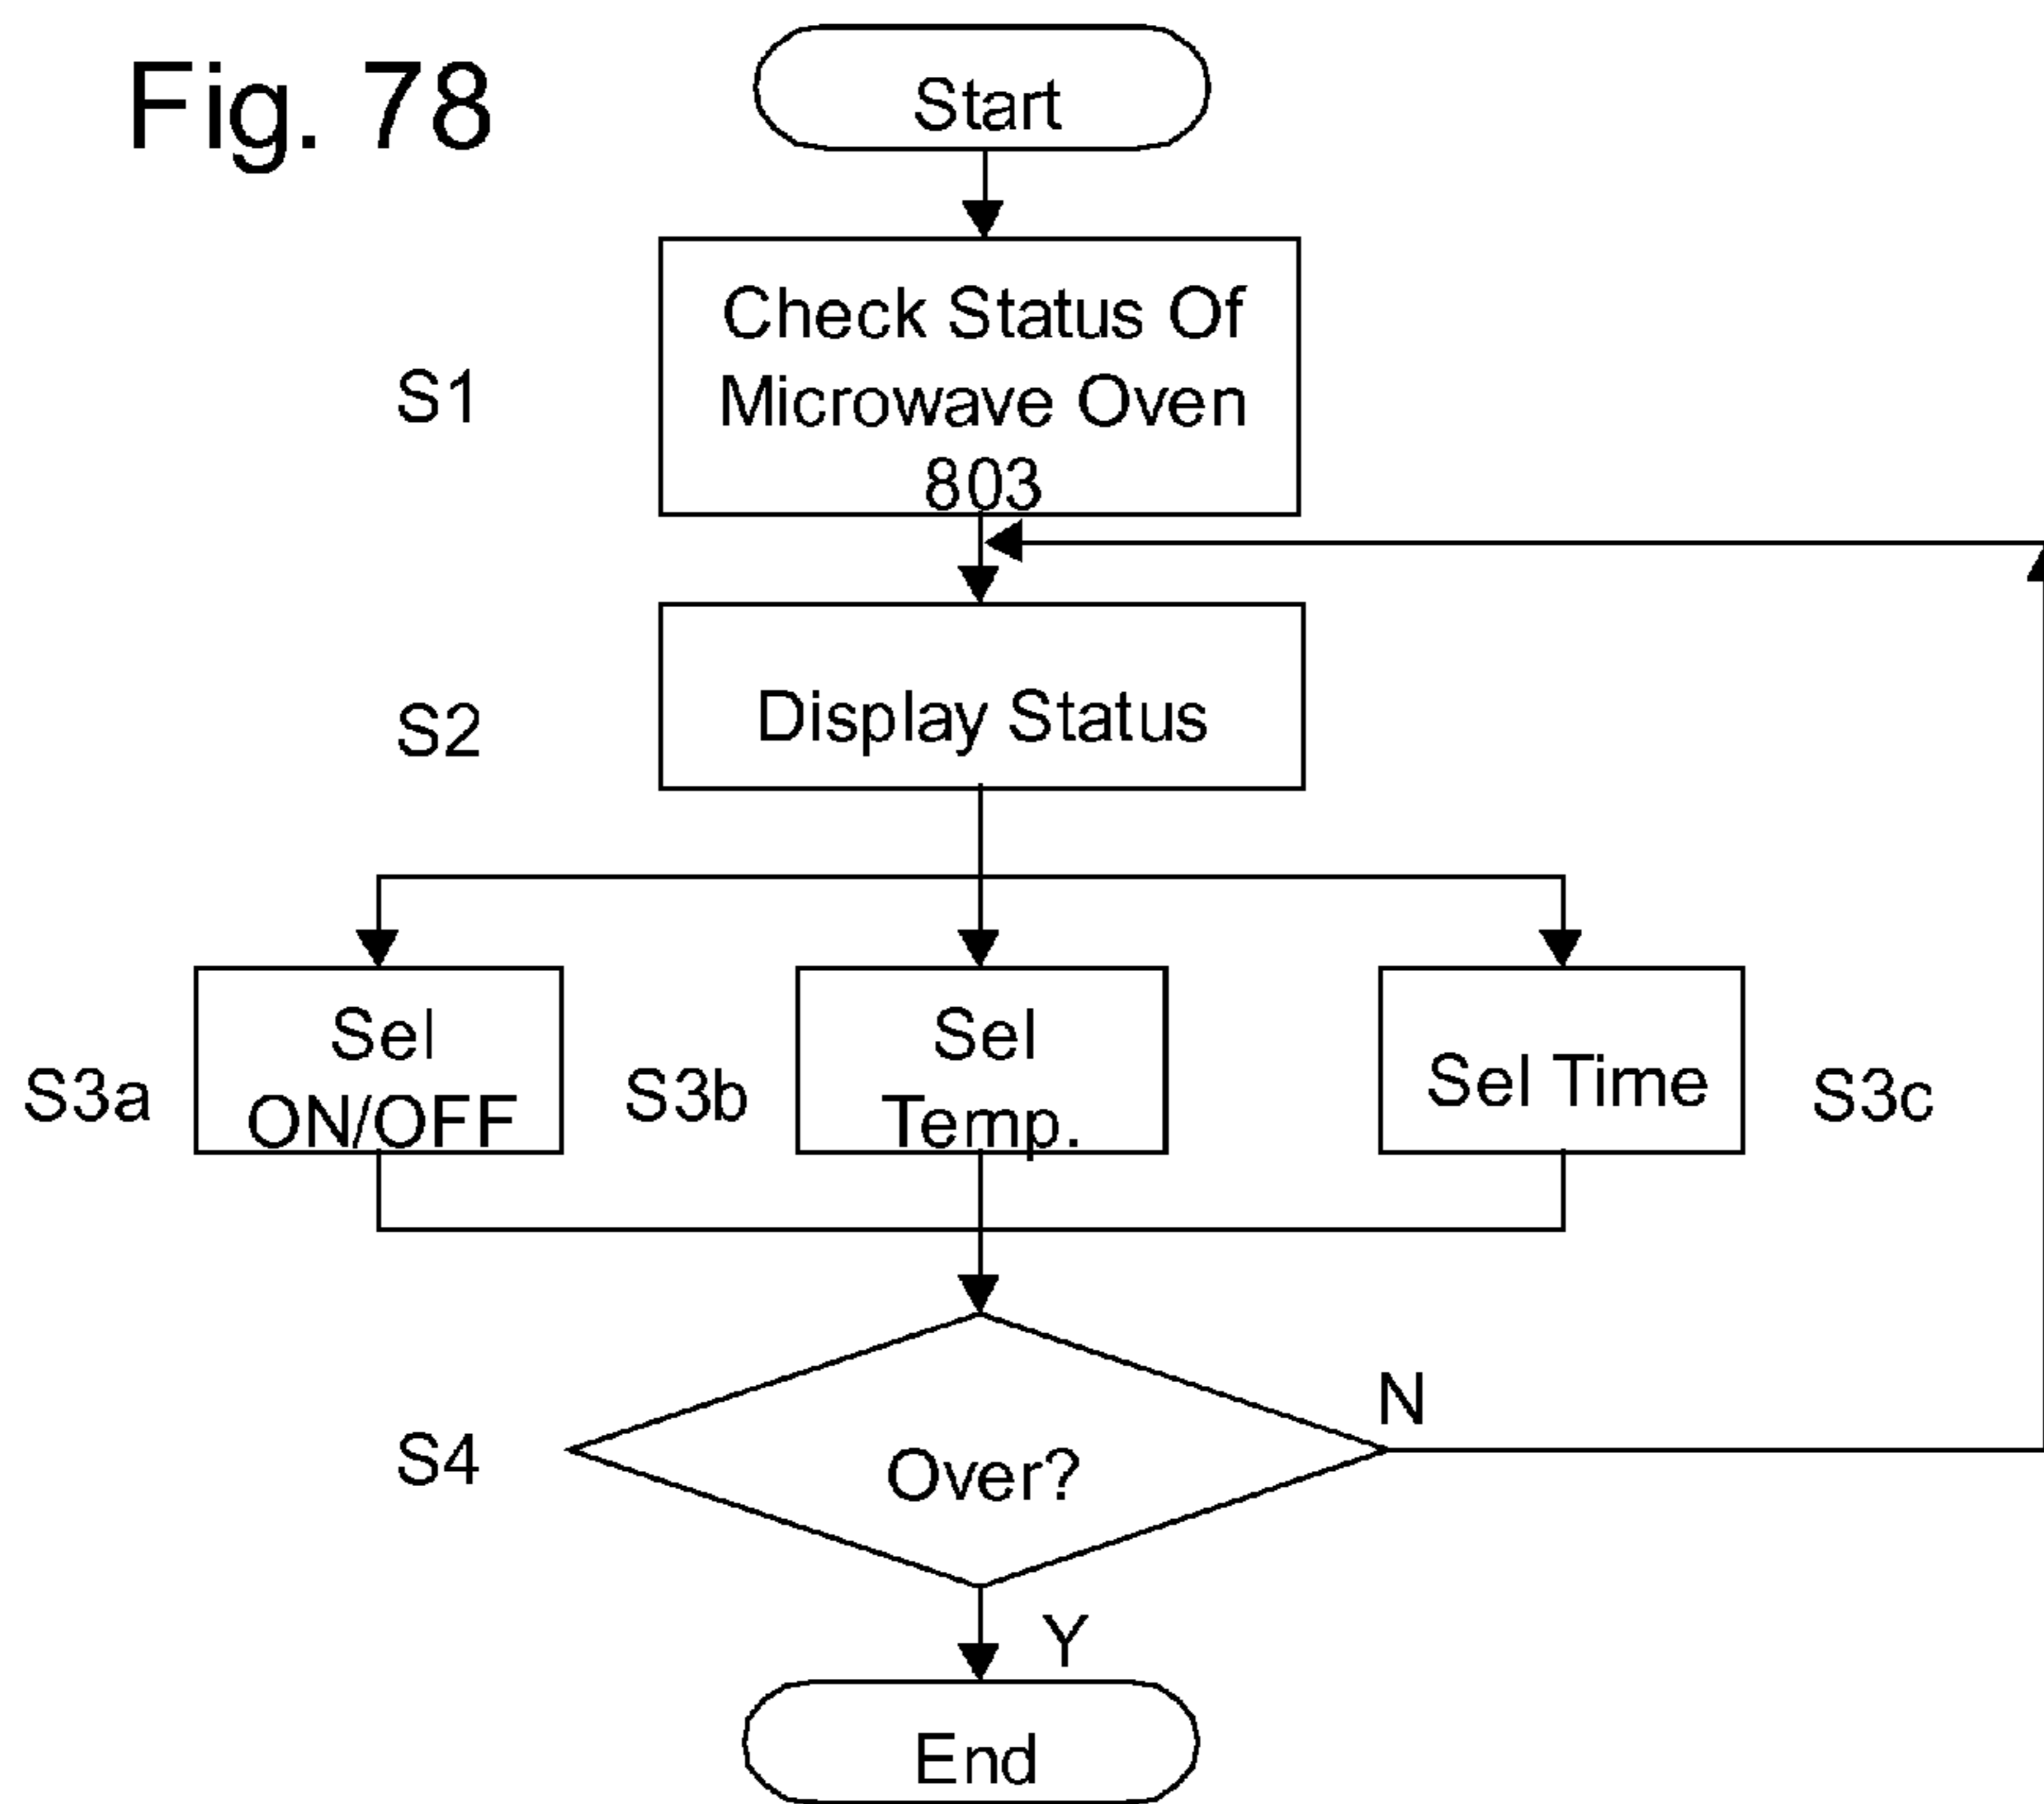 Fig. 78
Start
S1
Check Status Of
Microwave Oven
803
S2
Display Status
S3a
Sel
ON/OFF
S3b
Sel
Temp.
Sel Time
S3c
S4
Over?
N
Y
End